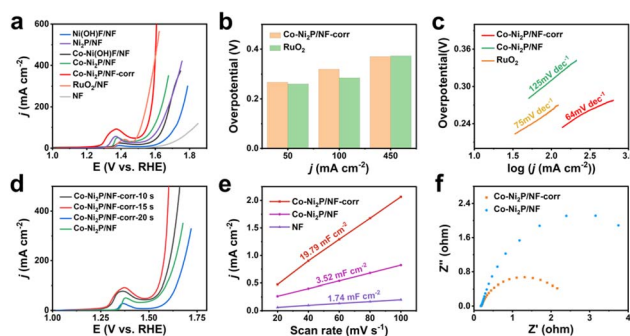 a
Ni(OH)F/NF
Ni₂P/NF
Co-Ni(OH)F/NF
Co-Ni₂P/NF
Co-Ni₂P/NF-corr
RuO₂/NF
NF
j (mA cm⁻²)
600
400
200
0
1.0 1.2 1.4 1.6 1.8
E (V vs. RHE)
b
Co-Ni₂P/NF-corr
RuO₂
Overpotential (V)
0.4
0.2
0.0
50 100 450
j (mA cm⁻²)
c
Co-Ni₂P/NF-corr
Co-Ni₂P/NF
RuO₂
Overpotential(V)
0.36
0.30
0.24
125mV dec⁻¹
75mV dec⁻¹
64mV dec⁻¹
1.0 1.5 2.0 2.5 3.0
log (j (mA cm⁻²))
d
Co-Ni₂P/NF-corr-10 s
Co-Ni₂P/NF-corr-15 s
Co-Ni₂P/NF-corr-20 s
Co-Ni₂P/NF
j (mA cm⁻²)
400
200
0
1.00 1.25 1.50 1.75
E (V vs. RHE)
e
Co-Ni₂P/NF-corr
Co-Ni₂P/NF
NF
j (mA cm⁻²)
2
1
0
19.79 mF cm⁻²
3.52 mF cm⁻²
1.74 mF cm⁻²
20 40 60 80 100
Scan rate (mV s⁻¹)
f
Co-Ni₂P/NF-corr
Co-Ni₂P/NF
Z'' (ohm)
2
1
0
0 1 2 3 4
Z' (ohm)